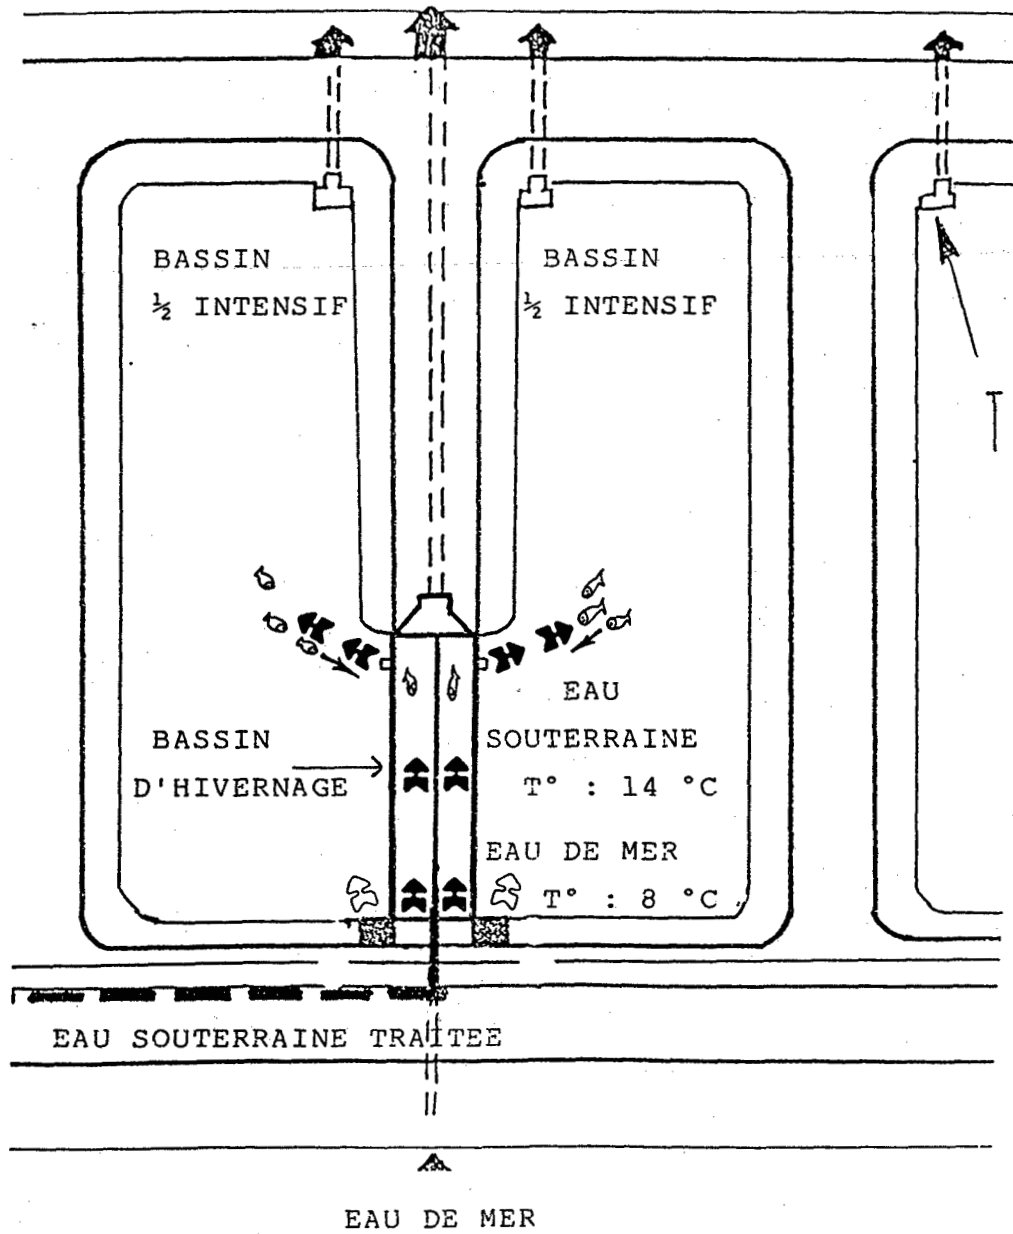 BASSIN
½ INTENSIF
BASSIN
½ INTENSIF
BASSIN
D'HIVERNAGE
EAU
SOUTERRAINE
T° : 14 °C
EAU DE MER
T° : 8 °C
EAU SOUTERRAINE TRAITEE
EAU DE MER